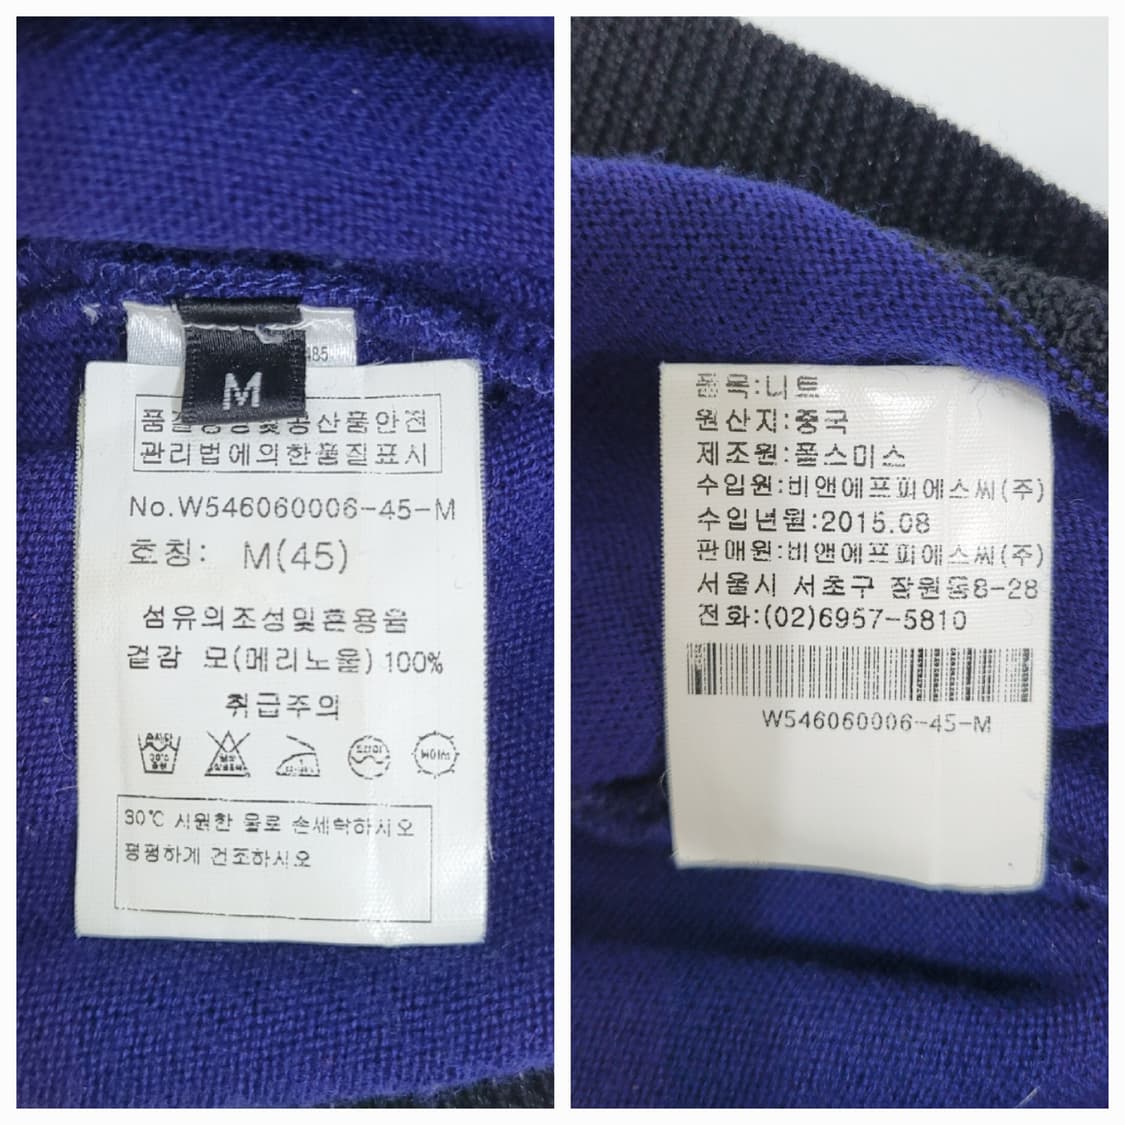 485
M
품질경영및공산품안전
관리법에의한품질표시
No.W546060006-45-M
호칭: M(45)
섬유의조성및혼용율
겉감 모(메리노울) 100%
취급주의
30℃ 시원한 물로 손세탁하시오
평평하게 건조하시오
품목:니트
원산지:중국
제조원:폴스미스
수입원:비앤에프피에스씨(주)
수입년월:2015.08
판매원:비앤에프피에스씨(주)
서울시 서초구 잠원동8-28
전화:(02)6957-5810
W546060006-45-M